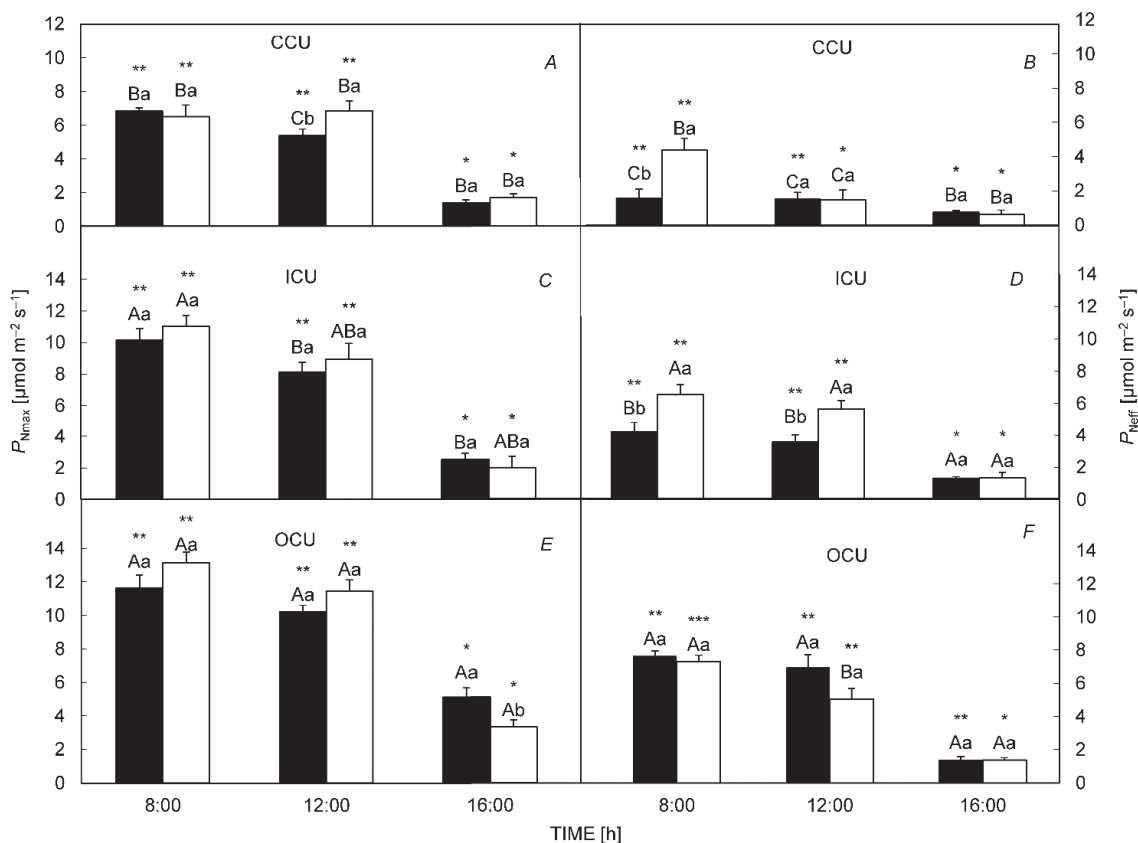 CCU
A
** ** ** ** * *
Ba Ba Cb Ba Ba Ba
12
10
8
6
4
2
0
CCU
B
** ** ** * * *
Cb Ba Ca Ca Ba Ba
12
10
8
6
4
2
0
ICU
C
** ** ** ** * *
Aa Aa Ba ABa Ba ABa
14
12
10
8
6
4
2
0
ICU
D
** ** ** ** * *
Bb Aa Bb Aa Aa Aa
14
12
10
8
6
4
2
0
OCU
E
** ** ** ** * *
Aa Aa Aa Aa Aa Ab
14
12
10
8
6
4
2
0
OCU
F
** *** ** ** ** *
Aa Aa Aa Ba Aa Aa
14
12
10
8
6
4
2
0
PNmax [µmol m–2 s–1]
PNeff [µmol m–2 s–1]
8:00 12:00 16:00 8:00 12:00 16:00
TIME [h]